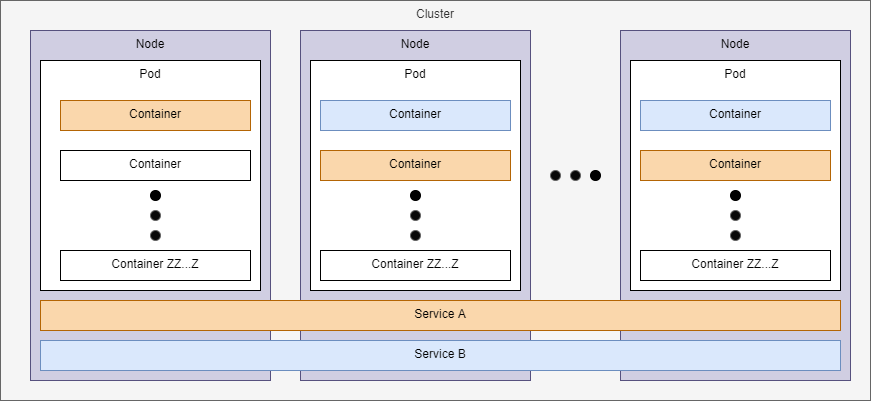 Cluster
Node
Node
Node
Pod
Pod
Pod
Container
Container
Container
Container
Container
Container
Container ZZ...Z
Container ZZ...Z
Container ZZ...Z
Service A
Service B